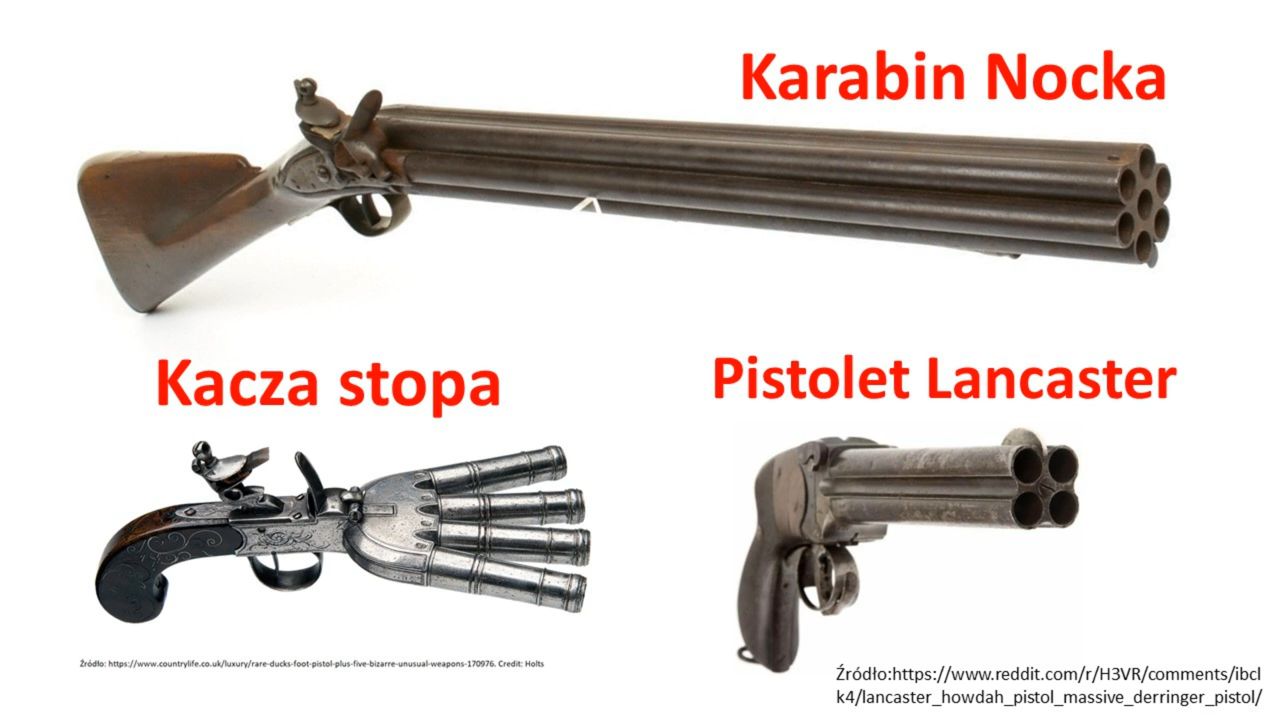 Karabin Nocka
Kacza stopa
Pistolet Lancaster
Źródło: https://www.countrylife.co.uk/luxury/rare-ducks-foot-pistol-plus-five-bizarre-unusual-weapons-170976. Credit: Holts
Źródło:https://www.reddit.com/r/H3VR/comments/ibcl
k4/lancaster_howdah_pistol_massive_derringer_pistol/